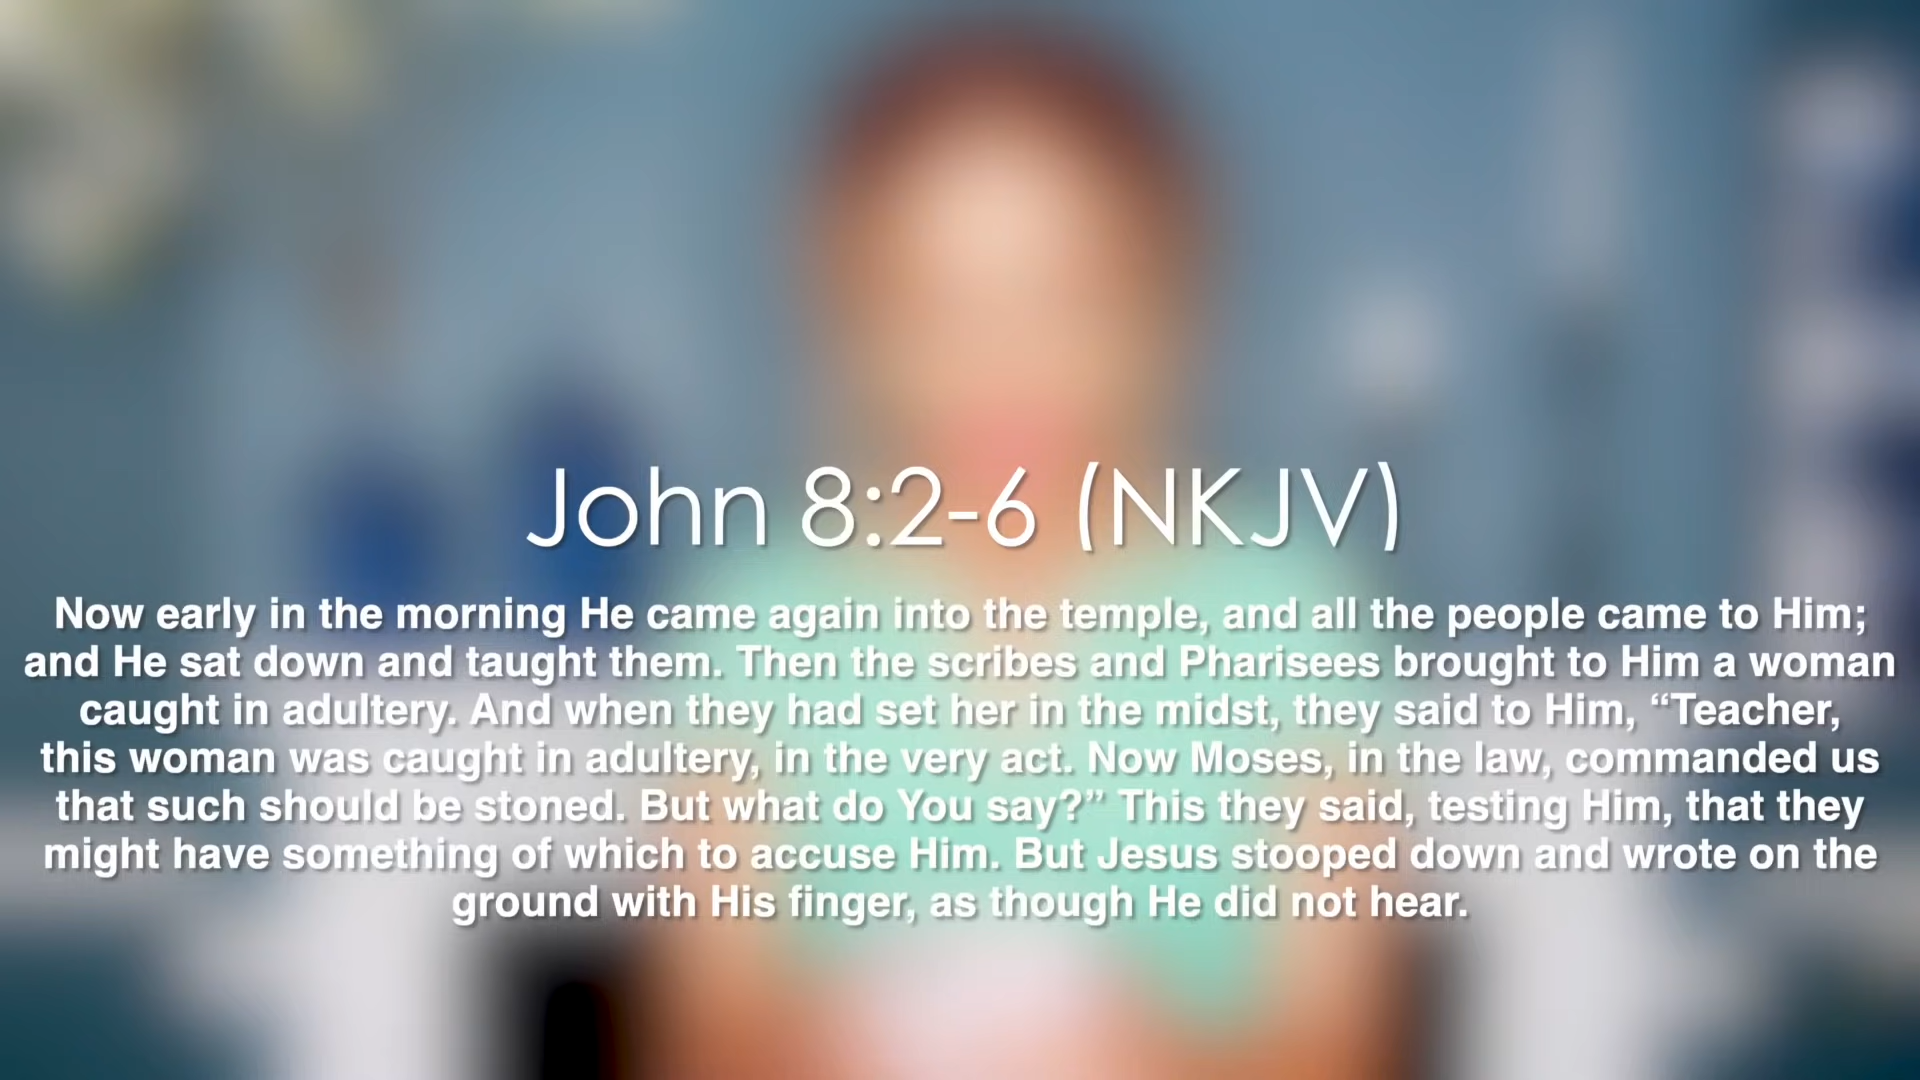 John 8:2-6 (NKJV)
Now early in the morning He came again into the temple, and all the people came to Him;
and He sat down and taught them. Then the scribes and Pharisees brought to Him a woman
caught in adultery. And when they had set her in the midst, they said to Him, “Teacher,
this woman was caught in adultery, in the very act. Now Moses, in the law, commanded us
that such should be stoned. But what do You say?” This they said, testing Him, that they
might have something of which to accuse Him. But Jesus stooped down and wrote on the
ground with His finger, as though He did not hear.